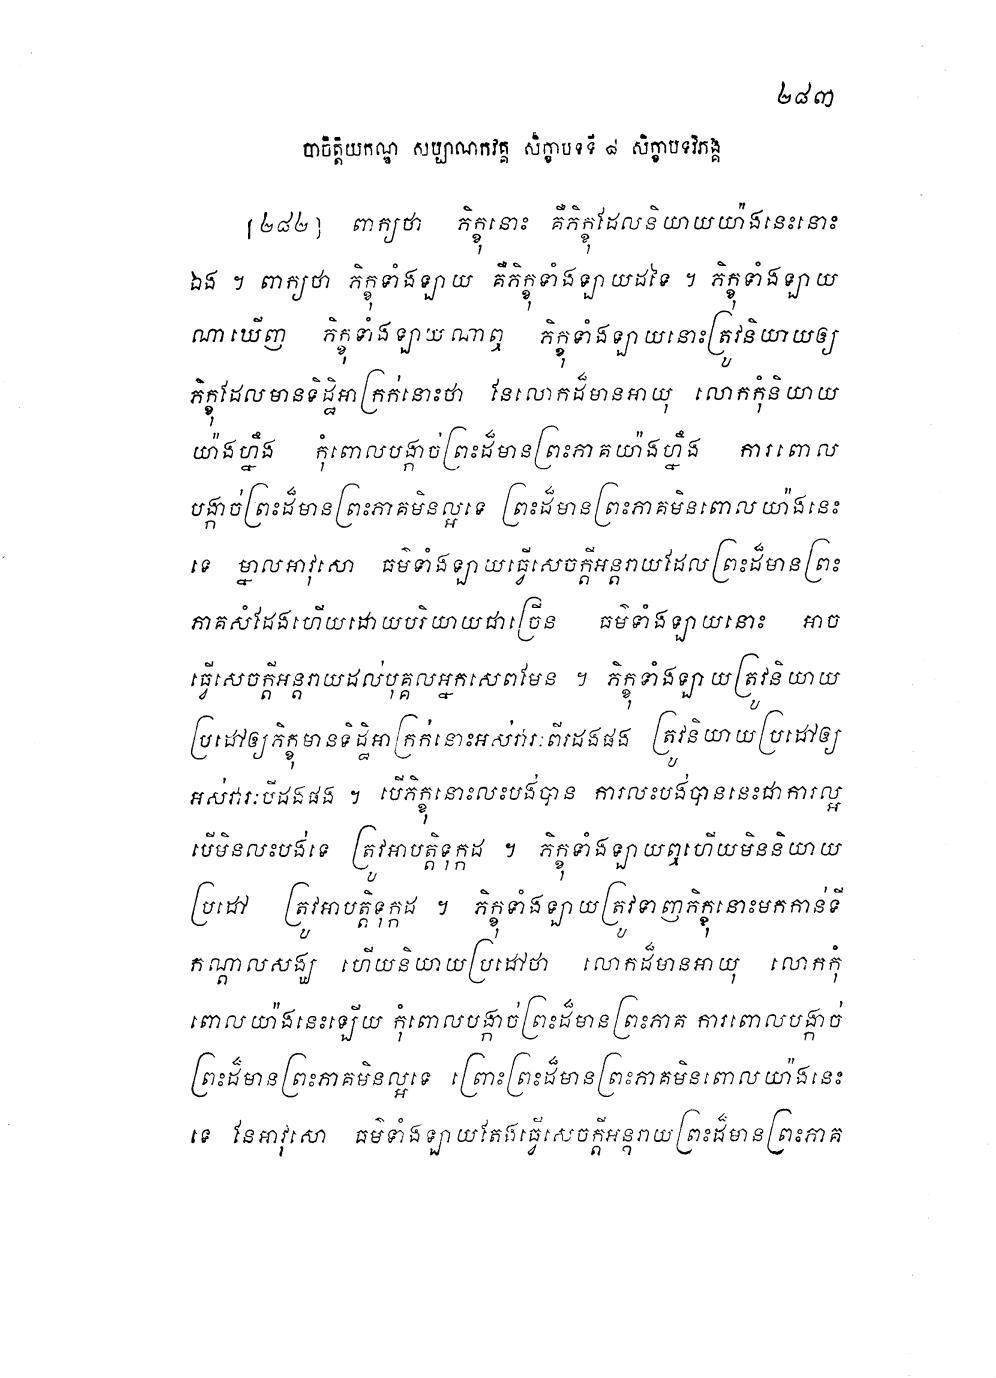 ២៨៣
បាចិត្តិយកណ្ឌ សប្បាណកវគ្គ សិក្ខាបទទី ៨ សិក្ខាបទវិភង្គ
[២៨២] ពាក្យថា ភិក្ខុនោះ គឺភិក្ខុដែលនិយាយយ៉ាងនេះនោះ
ឯង ។ ពាក្យថា ភិក្ខុទាំងឡាយ គឺភិក្ខុទាំងឡាយដទៃ ។ ភិក្ខុទាំងឡាយ
ណាឃើញ ភិក្ខុទាំងឡាយណាឮ ភិក្ខុទាំងឡាយនោះត្រូវនិយាយឲ្យ
ភិក្ខុដែលមានទិដ្ឋិអាក្រក់នោះថា នែលោកដ៏មានអាយុ លោកកុំនិយាយ
យ៉ាងហ្នឹង កុំពោលបង្កាច់ព្រះដ៏មានព្រះភាគយ៉ាងហ្នឹង ការពោល
បង្កាច់ព្រះដ៏មានព្រះភាគមិនល្អទេ ព្រះដ៏មានព្រះភាគមិនពោលយ៉ាងនេះ
ទេ ម្នាលអាវុសោ ធម៌ទាំងឡាយធ្វើសេចក្តីអន្តរាយដែលព្រះដ៏មានព្រះ
ភាគសំដែងហើយដោយបរិយាយជាច្រើន ធម៌ទាំងឡាយនោះ អាច
ធ្វើសេចក្តីអន្តរាយដល់បុគ្គលអ្នកសេពមែន ។ ភិក្ខុទាំងឡាយត្រូវនិយាយ
ប្រដៅឲ្យភិក្ខុមានទិដ្ឋិអាក្រក់នោះអស់វារៈពីរដងផង ត្រូវនិយាយប្រដៅឲ្យ
អស់វារៈបីដងផង ។ បើភិក្ខុនោះលះបង់បាន ការលះបង់បាននេះជាការល្អ
បើមិនលះបង់ទេ ត្រូវអាបត្តិទុក្កដ ។ ភិក្ខុទាំងឡាយឮហើយមិននិយាយ
ប្រដៅ ត្រូវអាបត្តិទុក្កដ ។ ភិក្ខុទាំងឡាយត្រូវទាញភិក្ខុនោះមកកាន់ទី
កណ្តាលសង្ឃ ហើយនិយាយប្រដៅថា លោកដ៏មានអាយុ លោកកុំ
ពោលយ៉ាងនេះឡើយ កុំពោលបង្កាច់ព្រះដ៏មានព្រះភាគ ការពោលបង្កាច់
ព្រះដ៏មានព្រះភាគមិនល្អទេ ព្រោះព្រះដ៏មានព្រះភាគមិនពោលយ៉ាងនេះ
ទេ នែអាវុសោ ធម៌ទាំងឡាយតែងធ្វើសេចក្តីអន្តរាយព្រះដ៏មានព្រះភាគ